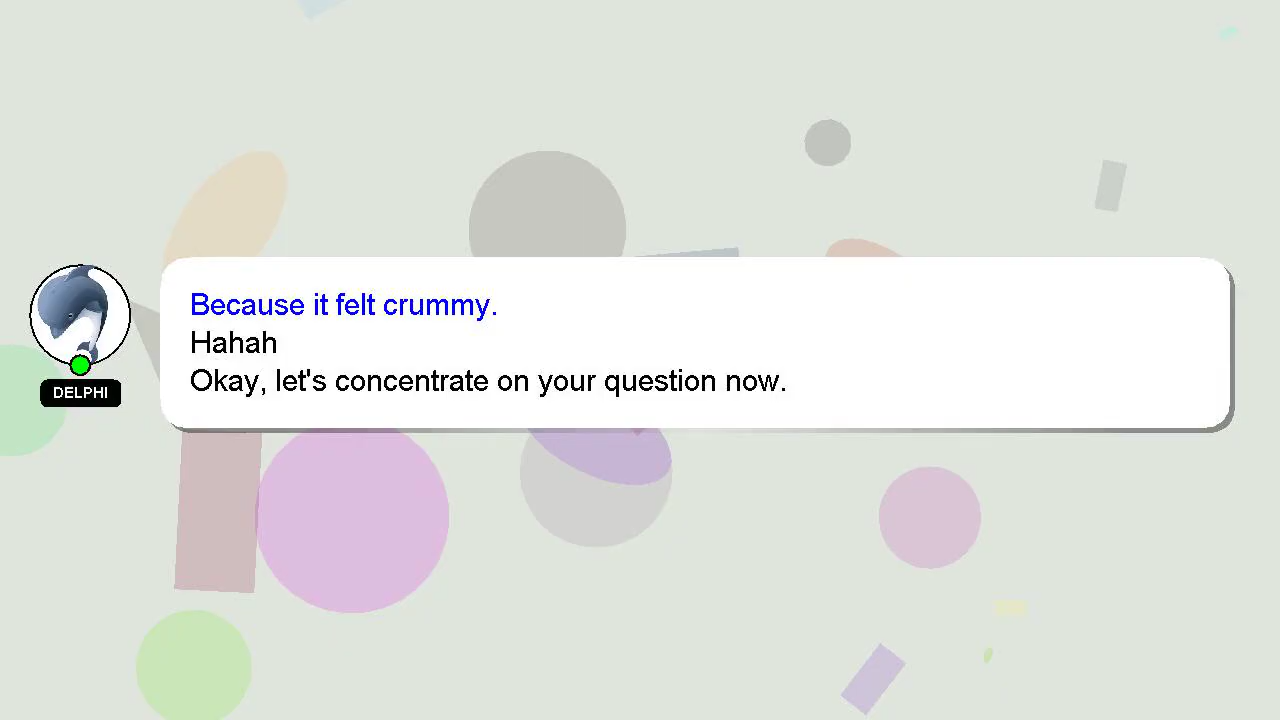 Because it felt crummy.
Hahah
Okay, let's concentrate on your question now.
DELPHI